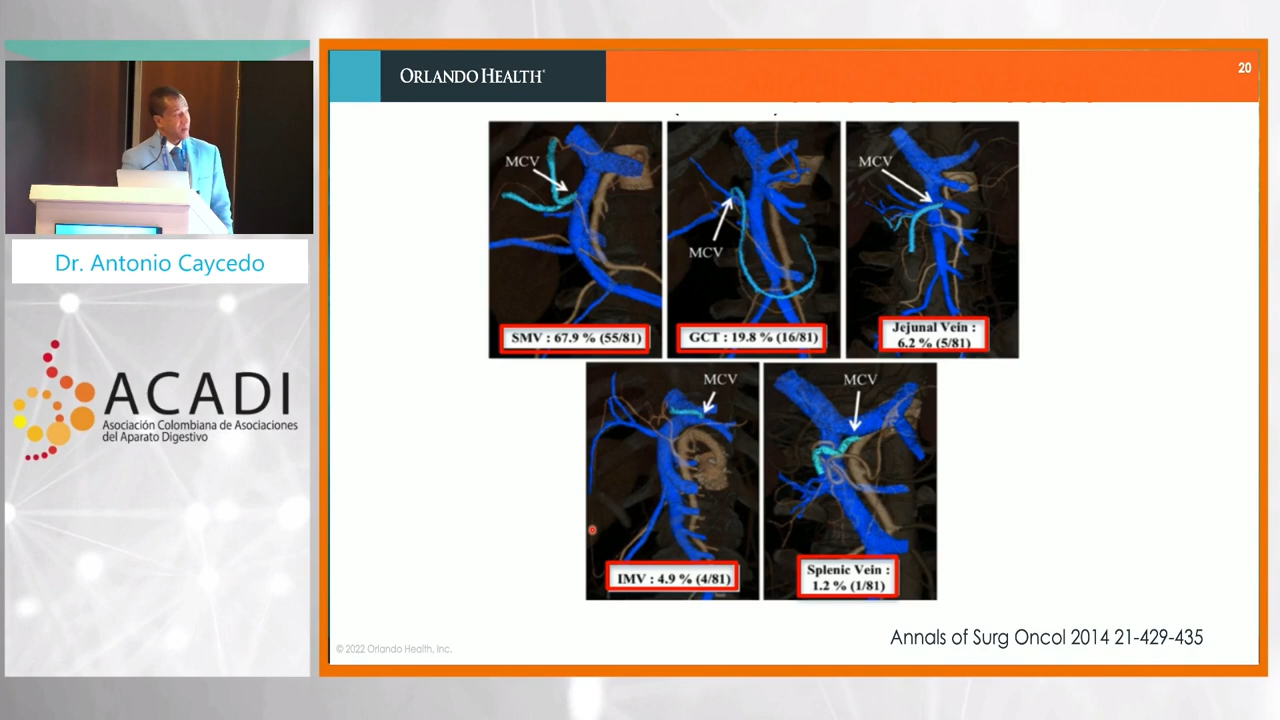 ORLANDO HEALTH®
20
MCV
SMV : 67.9 % (55/81)
MCV
GCT : 19.8 % (16/81)
MCV
Jejunal Vein :
6.2 % (5/81)
MCV
IMV : 4.9 % (4/81)
MCV
Splenic Vein :
1.2 % (1/81)
Annals of Surg Oncol 2014 21-429-435
© 2022 Orlando Health, Inc.
Dr. Antonio Caycedo
ACADI
Asociación Colombiana de Asociaciones
del Aparato Digestivo